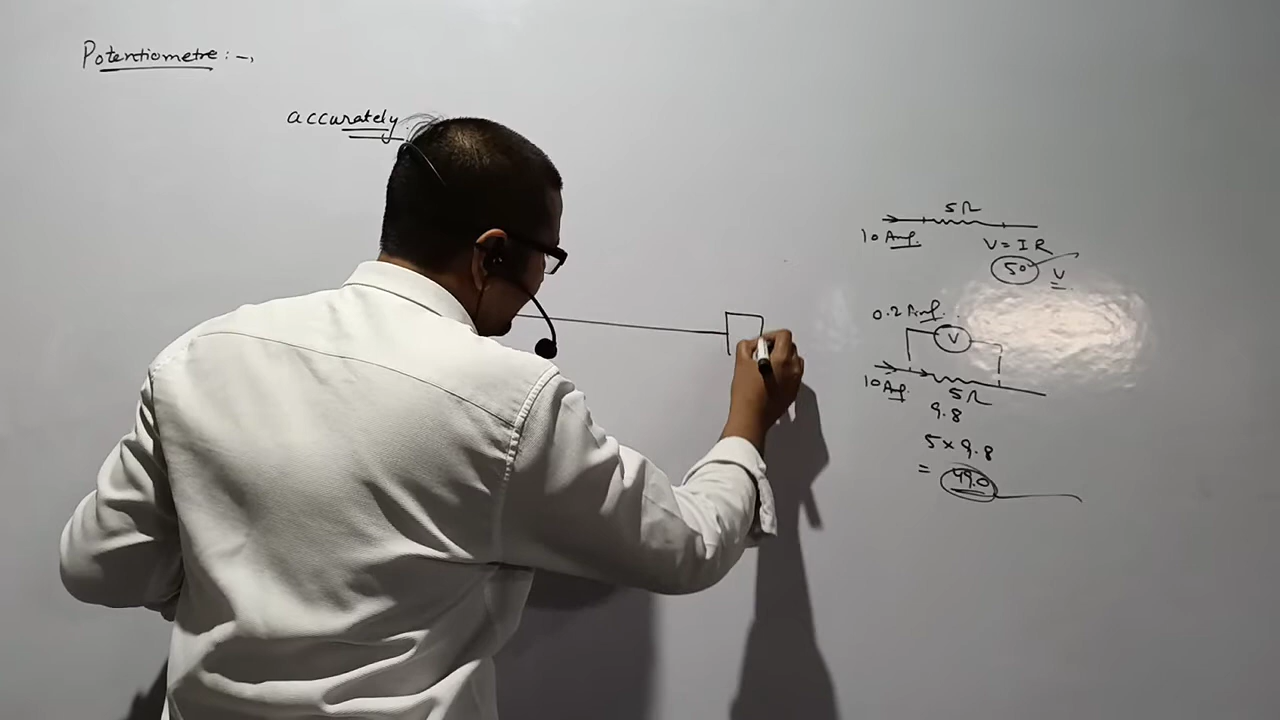 Potentiometre:-,
accurately.
5Ω
10 Amp.
V = I R
50 V
0.2 Amp.
V
10 Amp.
5Ω
9.8
5 × 9.8
= 49.0